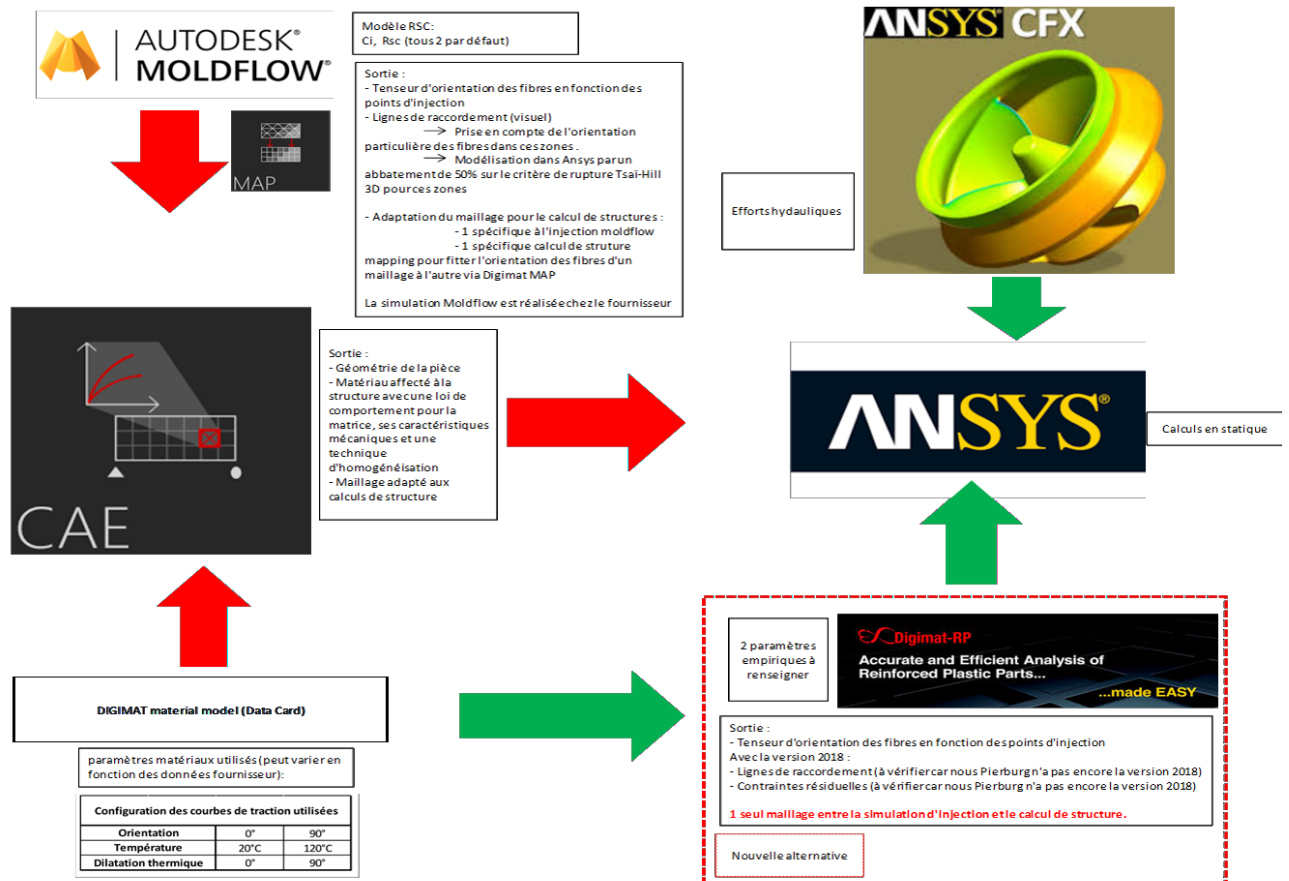 AUTODESK®
MOLDFLOW®
MAP
Modèle RSC:
Ci, Rsc (tous 2 par défaut)
Sortie :
- Tenseur d'orientation des fibres en fonction des
points d'injection
- Lignes de raccordement (visuel)
→ Prise en compte de l'orientation
particulière des fibres dans ces zones .
→ Modélisation dans Ansys par un
abbatement de 50% sur le critère de rupture Tsaï-Hill
3D pour ces zones
- Adaptation du maillage pour le calcul de structures :
- 1 spécifique à l'injection moldflow
- 1 spécifique calcul de struture
mapping pour fitter l'orientation des fibres d'un
maillage à l'autre via Digimat MAP
La simulation Moldflow est réalisée chez le fournisseur
ANSYS CFX
Efforts hydauliques
CAE
Sortie :
- Géométrie de la pièce
- Matériau affecté à la
structure avec une loi de
comportement pour la
matrice, ses caractéristiques
mécaniques et une
technique
d'homogénéisation
- Maillage adapté aux
calculs de structure
ANSYS®
Calculs en statique
DIGIMAT material model (Data Card)
paramètres matériaux utilisés (peut varier en
fonction des données fournisseur):
Configuration des courbes de traction utilisées
Orientation 0° 90°
Température 20°C 120°C
Dilatation thermique 0° 90°
2 paramètres
empiriques à
renseigner
Digimat-RP
Accurate and Efficient Analysis of
Reinforced Plastic Parts...
...made EASY
Sortie :
- Tenseur d'orientation des fibres en fonction des points d'injection
Avec la version 2018 :
- Lignes de raccordement (à vérifier car nous Pierburg n'a pas encore la version 2018)
- Contraintes résiduelles (à vérifier car nous Pierburg n'a pas encore la version 2018)
1 seul maillage entre la simulation d'injection et le calcul de structure.
Nouvelle alternative